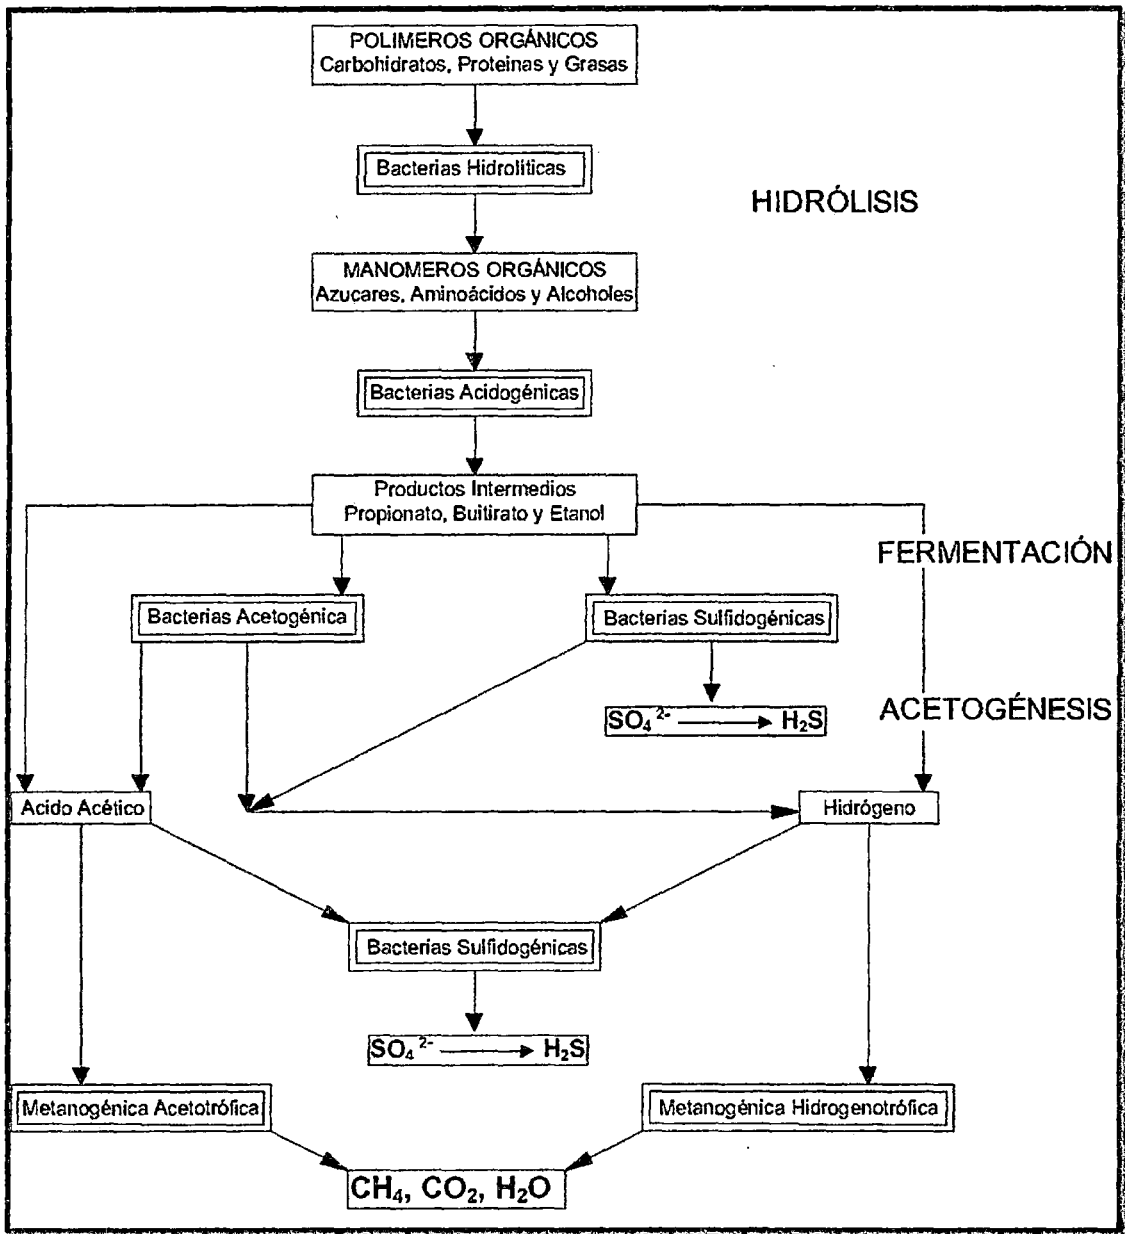 POLIMEROS ORGÁNICOS
Carbohidratos, Proteinas y Grasas
Bacterias Hidrolíticas
HIDRÓLISIS
MANOMEROS ORGÁNICOS
Azucares, Aminoácidos y Alcoholes
Bacterias Acidogénicas
Productos Intermedios
Propionato, Buitirato y Etanol
FERMENTACIÓN
Bacterias Acetogénica
Bacterias Sulfidogénicas
SO₄ ²⁻ → H₂S
ACETOGÉNESIS
Acido Acético
Hidrógeno
Bacterias Sulfidogénicas
SO₄ ²⁻ → H₂S
Metanogénica Acetotrófica
Metanogénica Hidrogenotrófica
CH₄, CO₂, H₂O